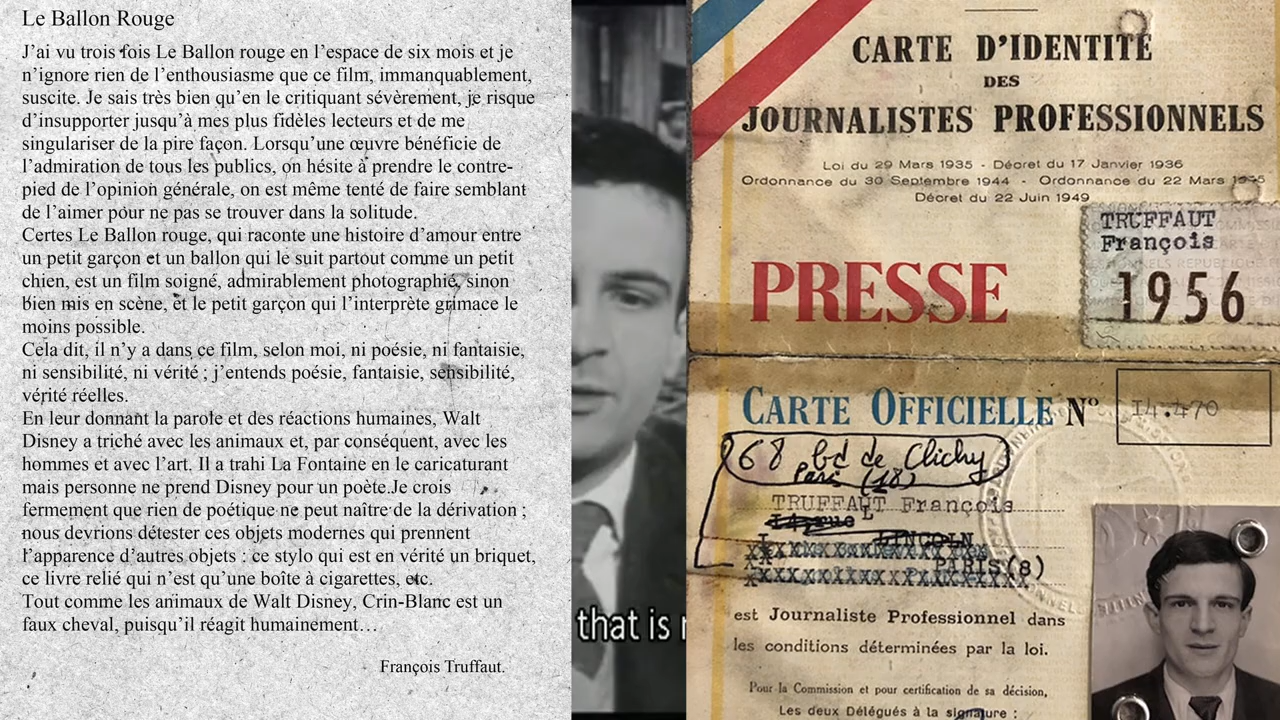 Le Ballon Rouge
J’ai vu trois fois Le Ballon rouge en l’espace de six mois et je
n’ignore rien de l’enthousiasme que ce film, immanquablement,
suscite. Je sais très bien qu’en le critiquant sévèrement, je risque
d’insupporter jusqu’à mes plus fidèles lecteurs et de me
singulariser de la pire façon. Lorsqu’une œuvre bénéficie de
l’admiration de tous les publics, on hésite à prendre le contre-
pied de l’opinion générale, on est même tenté de faire semblant
de l’aimer pour ne pas se trouver dans la solitude.
Certes Le Ballon rouge, qui raconte une histoire d’amour entre
un petit garçon et un ballon qui le suit partout comme un petit
chien, est un film soigné, admirablement photographié, sinon
bien mis en scène, et le petit garçon qui l’interprète grimace le
moins possible.
Cela dit, il n’y a dans ce film, selon moi, ni poésie, ni fantaisie,
ni sensibilité, ni vérité ; j’entends poésie, fantaisie, sensibilité,
vérité réelles.
En leur donnant la parole et des réactions humaines, Walt
Disney a triché avec les animaux et, par conséquent, avec les
hommes et avec l’art. Il a trahi La Fontaine en le caricaturant
mais personne ne prend Disney pour un poète.Je crois
fermement que rien de poétique ne peut naître de la dérivation ;
nous devrions détester ces objets modernes qui prennent
l’apparence d’autres objets : ce stylo qui est en vérité un briquet,
ce livre relié qui n’est qu’une boîte à cigarettes, etc.
Tout comme les animaux de Walt Disney, Crin-Blanc est un
faux cheval, puisqu’il réagit humainement…
François Truffaut.
that is
CARTE D’IDENTITÉ
DES
JOURNALISTES PROFESSIONNELS
Loi du 29 Mars 1935 - Décret du 17 Janvier 1936
Ordonnance du 30 Septembre 1944 - Ordonnance du 22 Mars
Décret du 22 Juin 1949
TRUFFAUT
François
1956
PRESSE
CARTE OFFICIELLE N° 14.470
68 bd de Clichy
Paris (18)
TRUFFAUT François
LINCOLN
PARIS(8)
est Journaliste Professionnel dans
les conditions déterminées par la loi.
Pour la Commission et pour certification de sa décision,
Les deux Délégués à la signature :